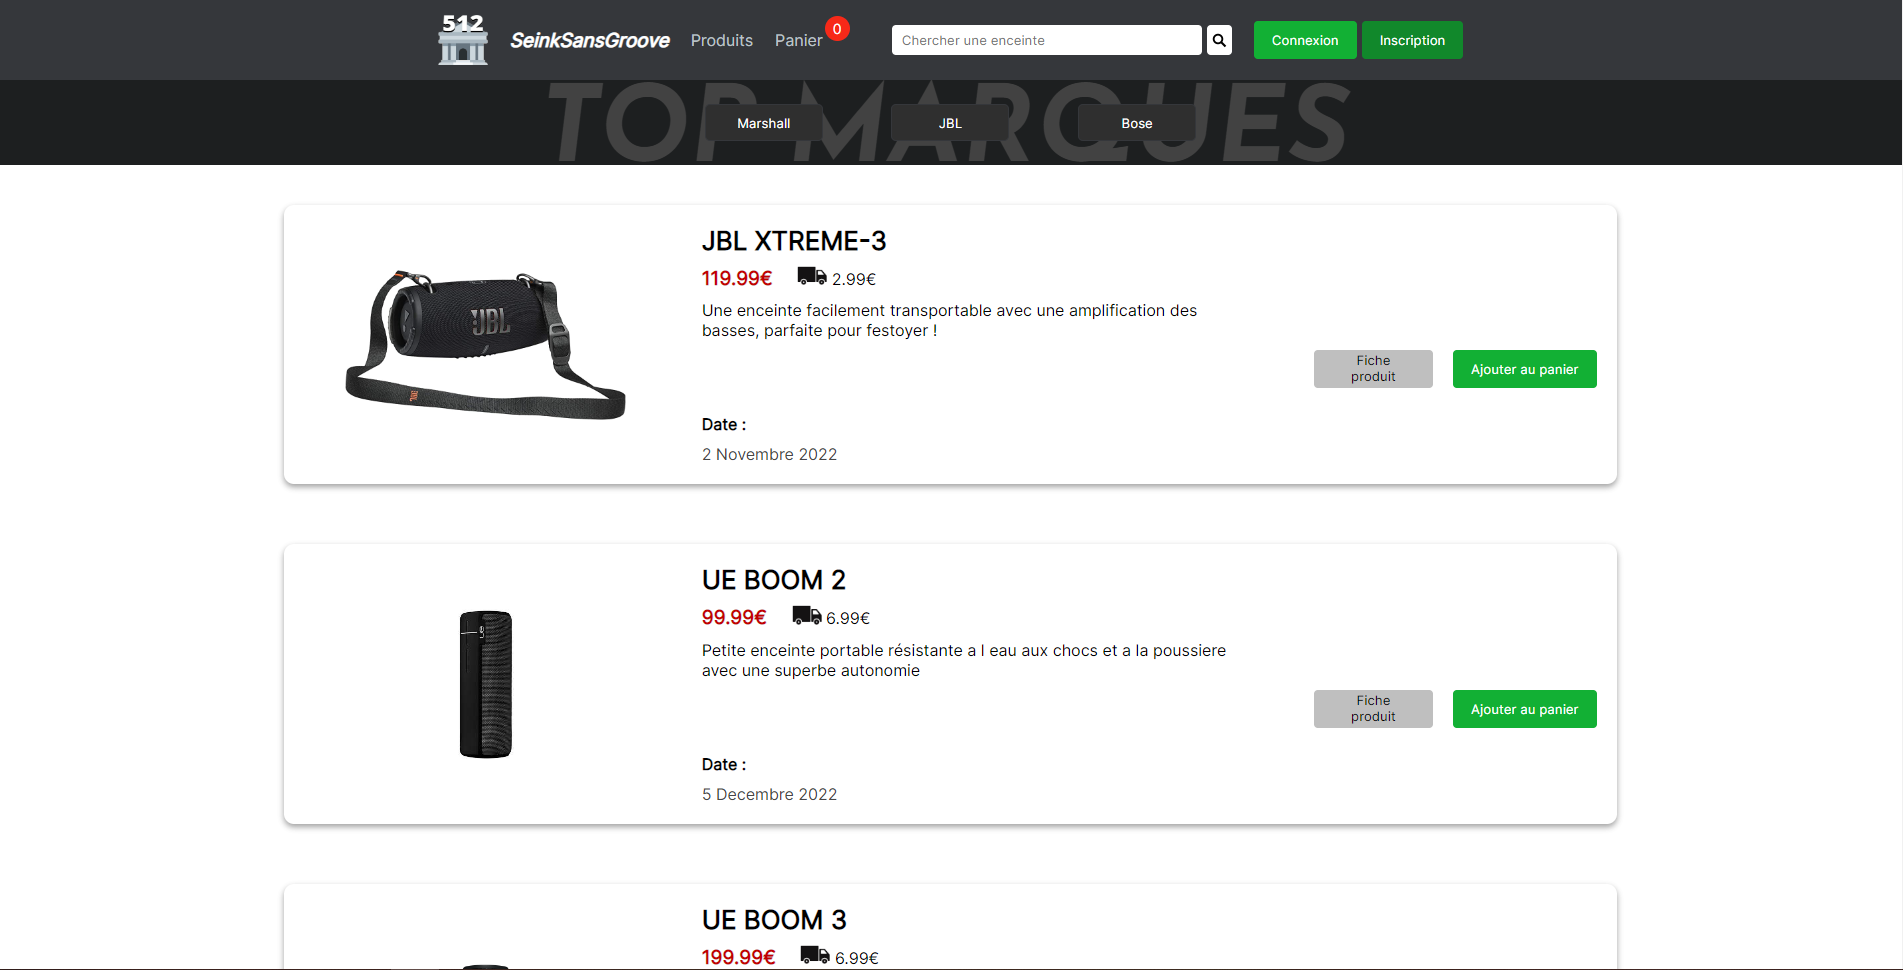 512
SeinkSansGroove
Produits
Panier
0
Chercher une enceinte
Connexion
Inscription
TOP MARQUES
Marshall
JBL
Bose
JBL XTREME-3
119.99€
2.99€
Une enceinte facilement transportable avec une amplification des
basses, parfaite pour festoyer !
JBL
Fiche
produit
Ajouter au panier
Date :
2 Novembre 2022
UE BOOM 2
99.99€
6.99€
Petite enceinte portable résistante a l eau aux chocs et a la poussiere
avec une superbe autonomie
Fiche
produit
Ajouter au panier
Date :
5 Decembre 2022
UE BOOM 3
199.99€
6.99€